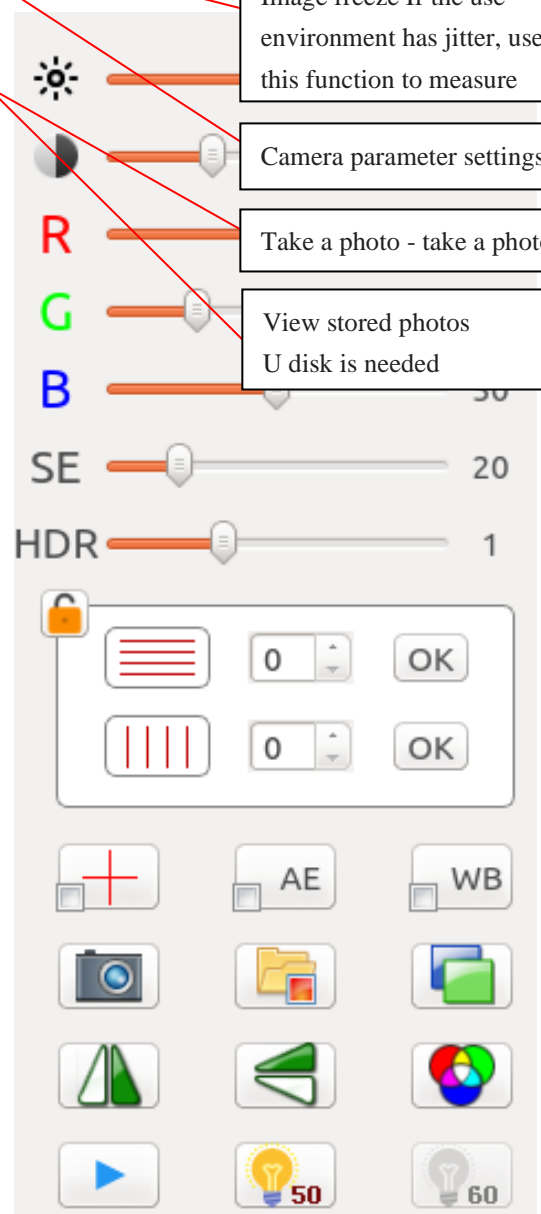 Image freeze If the use
environment has jitter, use
this function to measure
Camera parameter settings
R
Take a photo - take a photo
G
View stored photos
U disk is needed
B
SE 20
HDR 1
0 OK
0 OK
AE WB
50 60